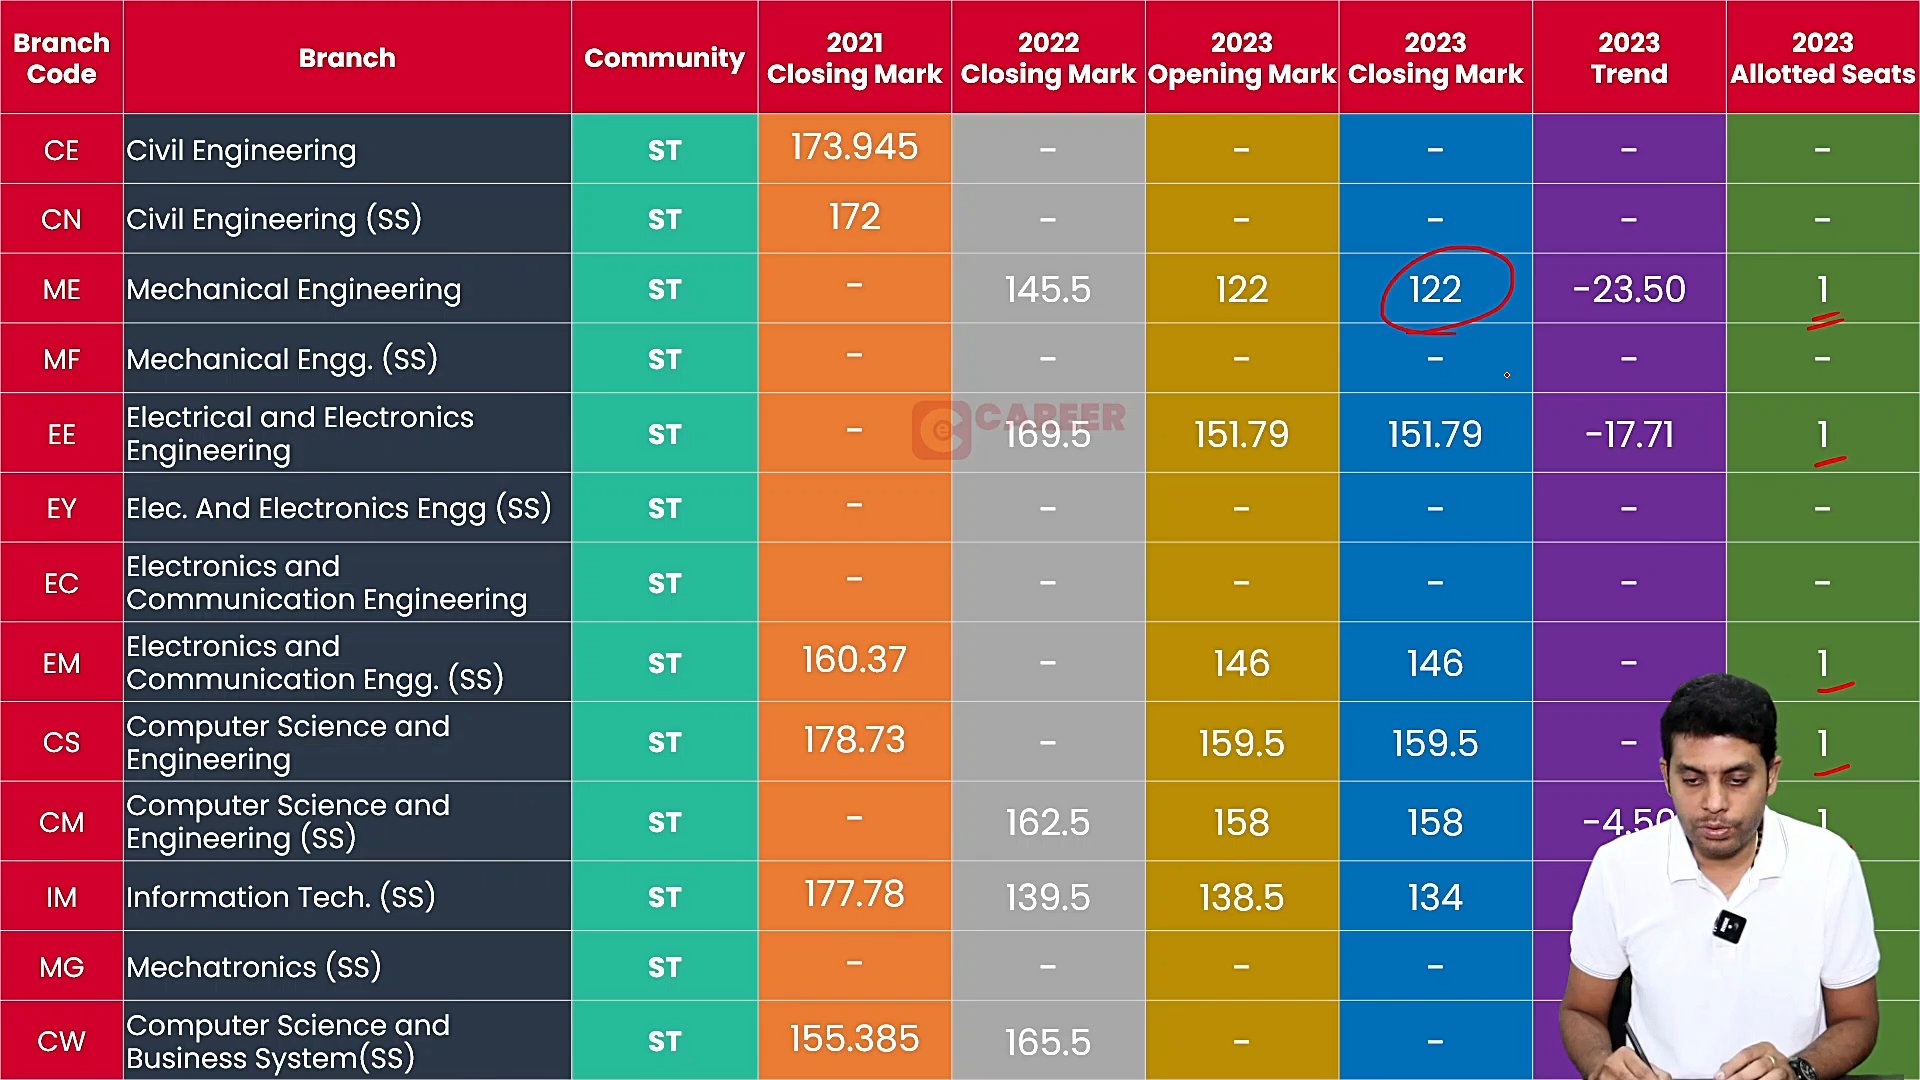 Branch Code | Branch | Community | 2021 Closing Mark | 2022 Closing Mark | 2023 Opening Mark | 2023 Closing Mark | 2023 Trend | 2023 Allotted Seats
CE | Civil Engineering | ST | 173.945 | - | - | - | - | -
CN | Civil Engineering (SS) | ST | 172 | - | - | - | - | -
ME | Mechanical Engineering | ST | - | 145.5 | 122 | 122 | -23.50 | 1
MF | Mechanical Engg. (SS) | ST | - | - | - | - | - | -
EE | Electrical and Electronics Engineering | ST | - | 169.5 | 151.79 | 151.79 | -17.71 | 1
CAREER
EY | Elec. And Electronics Engg (SS) | ST | - | - | - | - | - | -
EC | Electronics and Communication Engineering | ST | - | - | - | - | - | -
EM | Electronics and Communication Engg. (SS) | ST | 160.37 | - | 146 | 146 | - | 1
CS | Computer Science and Engineering | ST | 178.73 | - | 159.5 | 159.5 | - | 1
CM | Computer Science and Engineering (SS) | ST | - | 162.5 | 158 | 158 | -4.50 | 1
IM | Information Tech. (SS) | ST | 177.78 | 139.5 | 138.5 | 134
MG | Mechatronics (SS) | ST | - | - | - | -
CW | Computer Science and Business System(SS) | ST | 155.385 | 165.5 | - | -